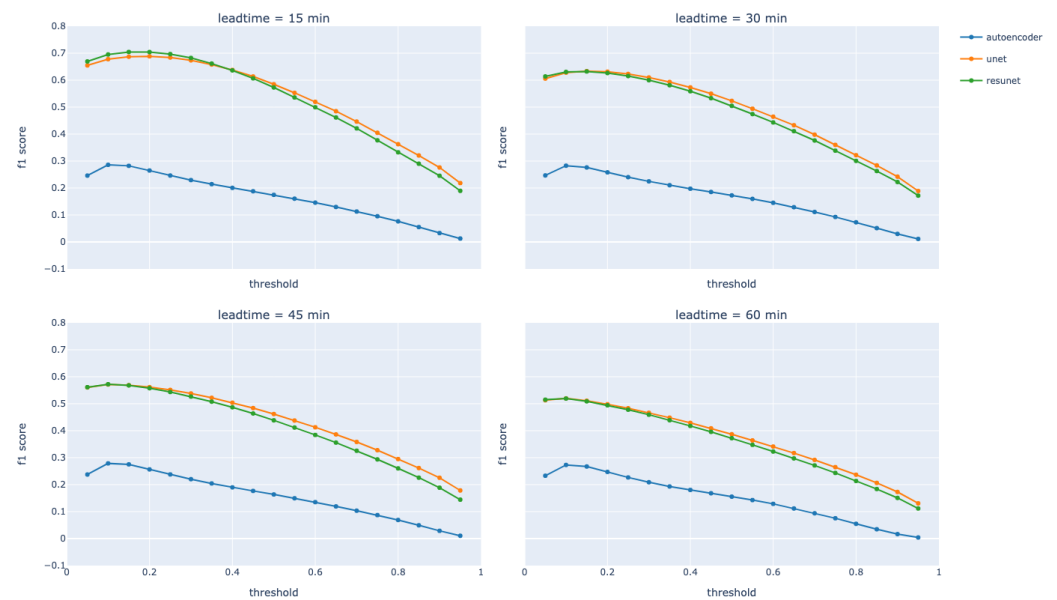 leadtime = 15 min
leadtime = 30 min
autoencoder
unet
resunet
0.8
0.7
0.6
0.5
0.4
0.3
0.2
0.1
0
−0.1
f1 score
f1 score
threshold
threshold
leadtime = 45 min
leadtime = 60 min
0.8
0.7
0.6
0.5
0.4
0.3
0.2
0.1
0
−0.1
f1 score
f1 score
0 0.2 0.4 0.6 0.8 1
0.2 0.4 0.6 0.8 1
threshold
threshold